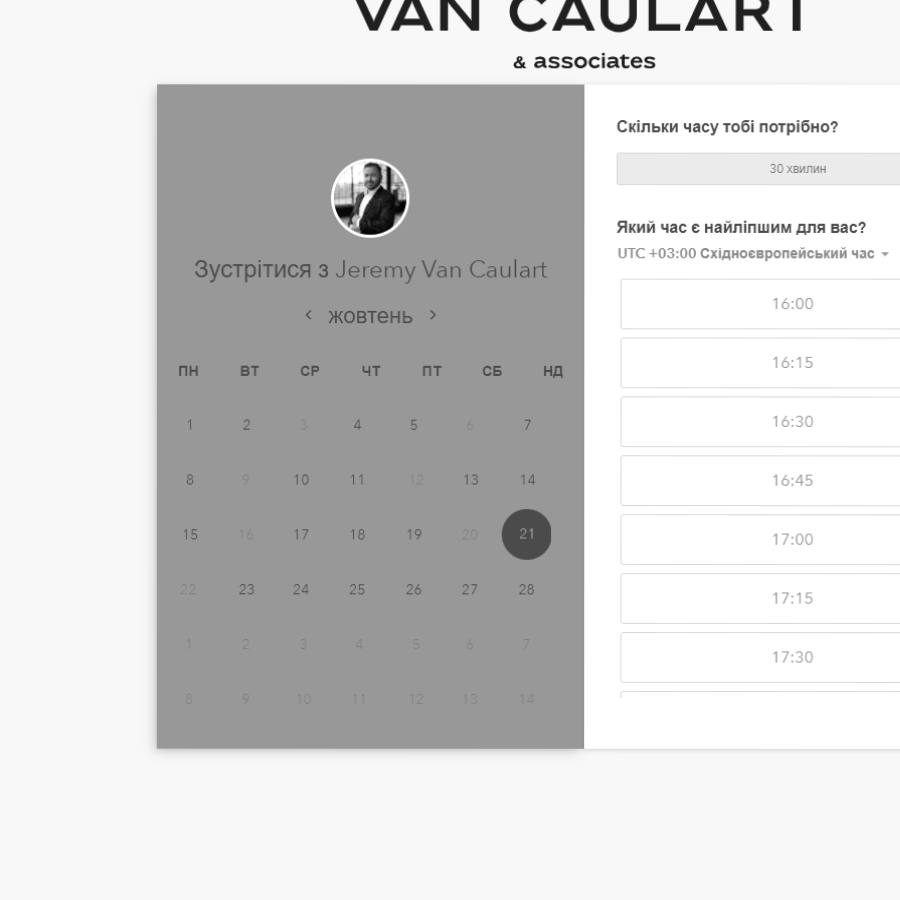 VAN CAULART
& associates
Зустрітися з Jeremy Van Caulart
жовтень
ПН ВТ СР ЧТ ПТ СБ НД
1 2 3 4 5 6 7
8 9 10 11 12 13 14
15 16 17 18 19 20 21
22 23 24 25 26 27 28
1 2 3 4 5 6 7
8 9 10 11 12 13 14
Скільки часу тобі потрібно?
30 хвилин
Який час є найліпшим для вас?
UTC +03:00 Східноєвропейський час
16:00
16:15
16:30
16:45
17:00
17:15
17:30